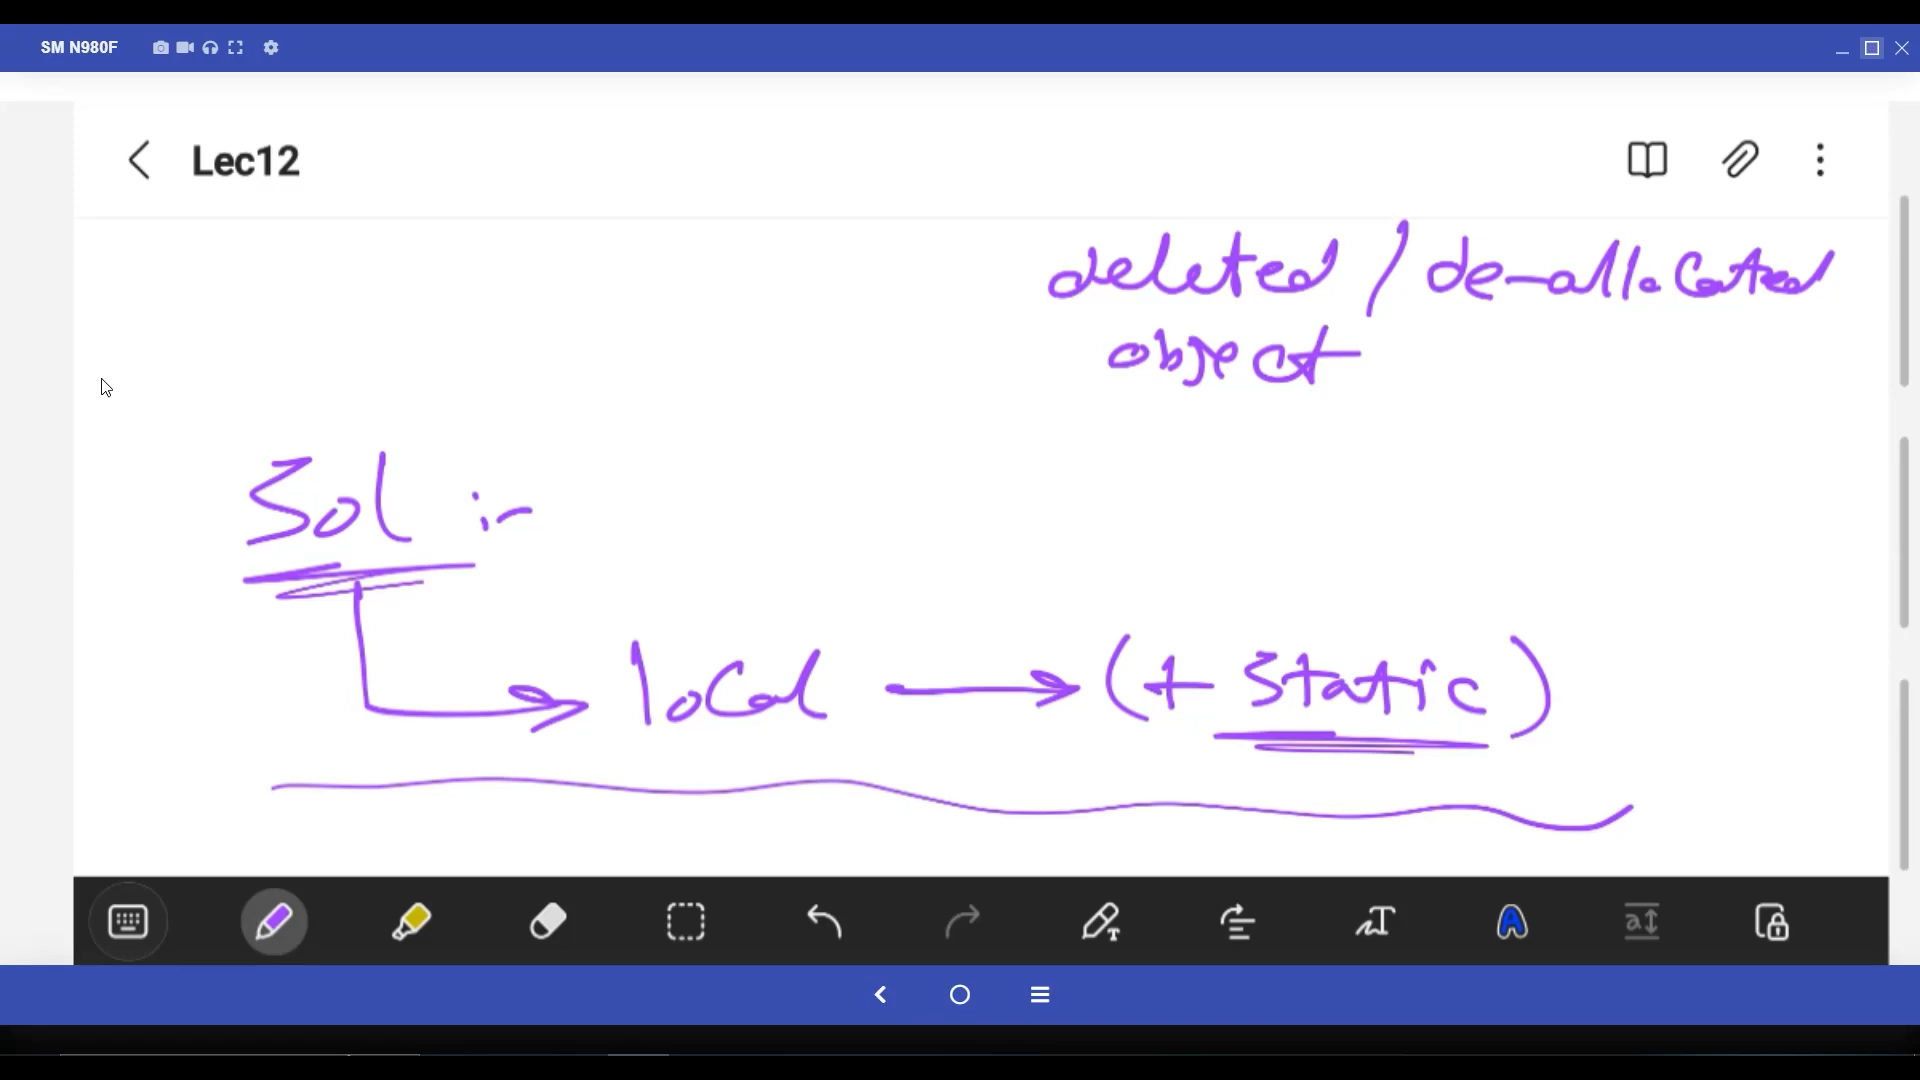 SM N980F
Lec12
deleted / de-allocated
object
Sol :-
local → (+ static)